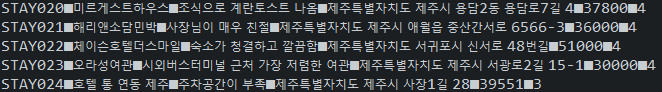 STAY020■미르게스트하우스■조식으로 계란토스트 나옴■제주특별자치도 제주시 용담2동 용담로7길 4■37800■4
STAY021■해리앤소담민박■사장님이 매우 친절■제주특별자치도 제주시 애월읍 중산간서로 6566-3■36000■4
STAY022■제이슨호텔더스마일■숙소가 청결하고 깔끔함■제주특별자치도 서귀포시 신서로 48번길■51000■4
STAY023■오라성여관■시외버스터미널 근처 가장 저렴한 여관■제주특별자치도 제주시 서광로2길 15-1■30000■4
STAY024■호텔 통 연동 제주■주차공간이 부족■제주특별자치도 제주시 사장1길 28■39551■3